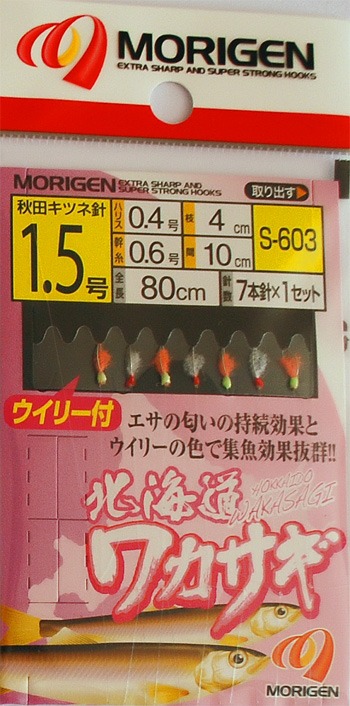 MORIGEN
EXTRA SHARP AND SUPER STRONG HOOKS
MORIGEN EXTRA SHARP AND SUPER STRONG HOOKS
取り出す
秋田キツネ針
1.5号
ハリス 0.4号 枝 4cm
幹糸 0.6号 間 10cm
全長 80cm
S-603
針数 7本針×1セット
ウイリー付
エサの匂いの持続効果と
ウイリーの色で集魚効果抜群!!
北海道
HOKKAIDO
WAKASAGI
ワカサギ
MORIGEN